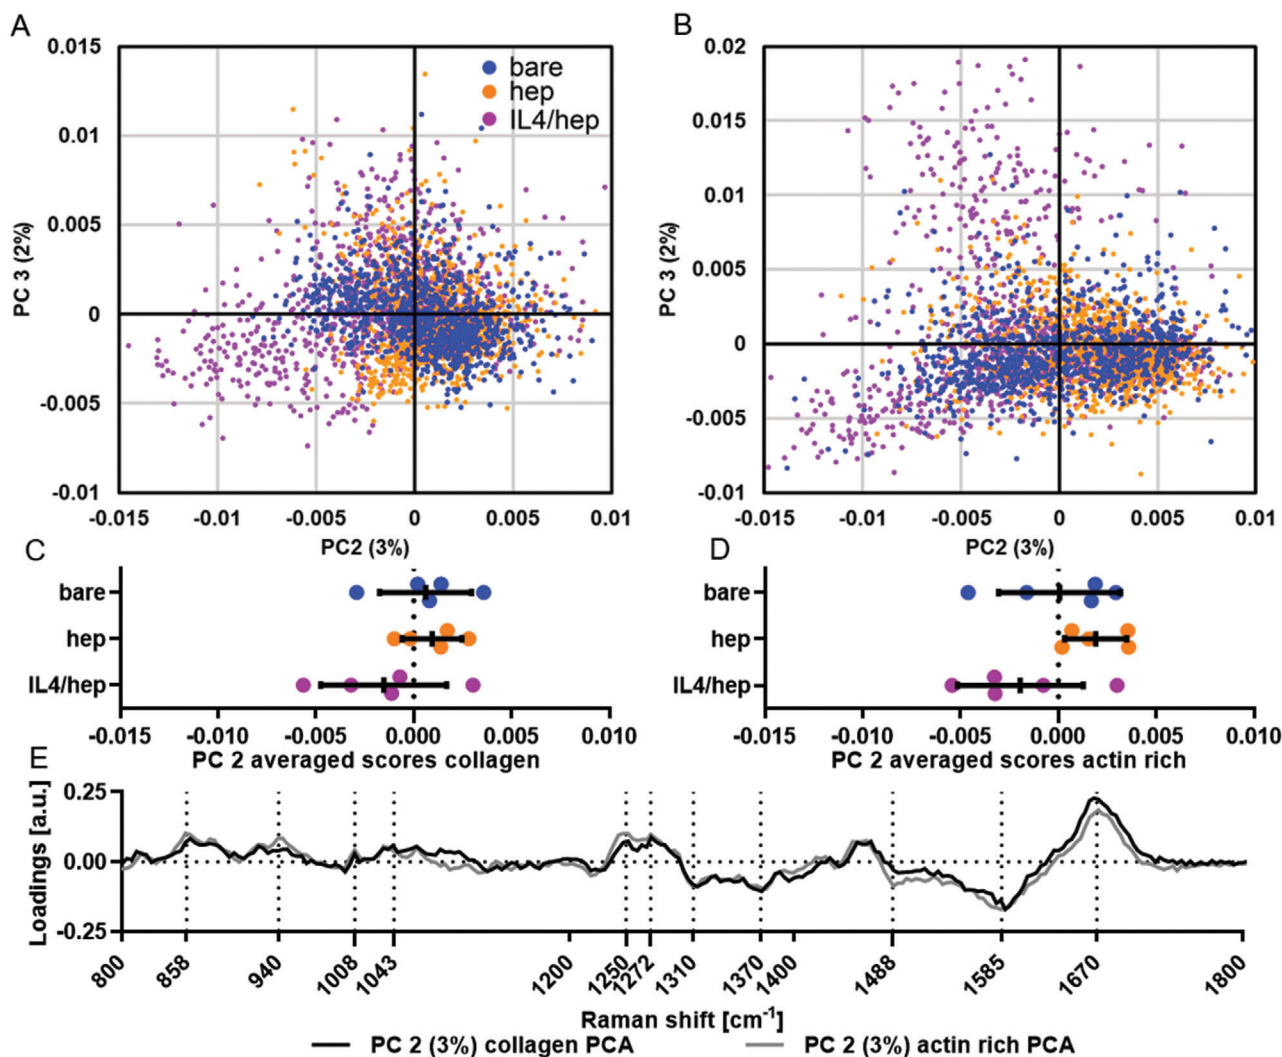 A
B
0.015
0.01
0.005
0
-0.005
-0.01
PC 3 (2%)
bare
hep
IL4/hep
-0.015 -0.01 -0.005 0 0.005 0.01
PC2 (3%)
0.02
0.015
0.01
0.005
0
-0.005
-0.01
PC 3 (2%)
-0.015 -0.01 -0.005 0 0.005 0.01
PC2 (3%)
C
bare
hep
IL4/hep
-0.015 -0.010 -0.005 0.000 0.005 0.010
PC 2 averaged scores collagen
D
bare
hep
IL4/hep
-0.015 -0.010 -0.005 0.000 0.005 0.010
PC 2 averaged scores actin rich
E
Loadings [a.u.]
0.25
0.00
-0.25
800 858 940 1008 1043 1200 1250 1272 1310 1370 1400 1488 1585 1670 1800
Raman shift [cm-1]
PC 2 (3%) collagen PCA PC 2 (3%) actin rich PCA